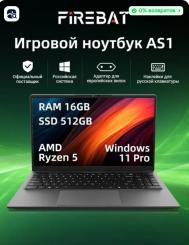 0% возвратов
FIREBAT
Игровой ноутбук AS1
Официальный поставщик
Российская система
Адаптер для европейских вилок
Наклейки для русской клавиатуры
RAM 16GB
SSD 512GB
AMD
Ryzen 5
Windows
11 Pro